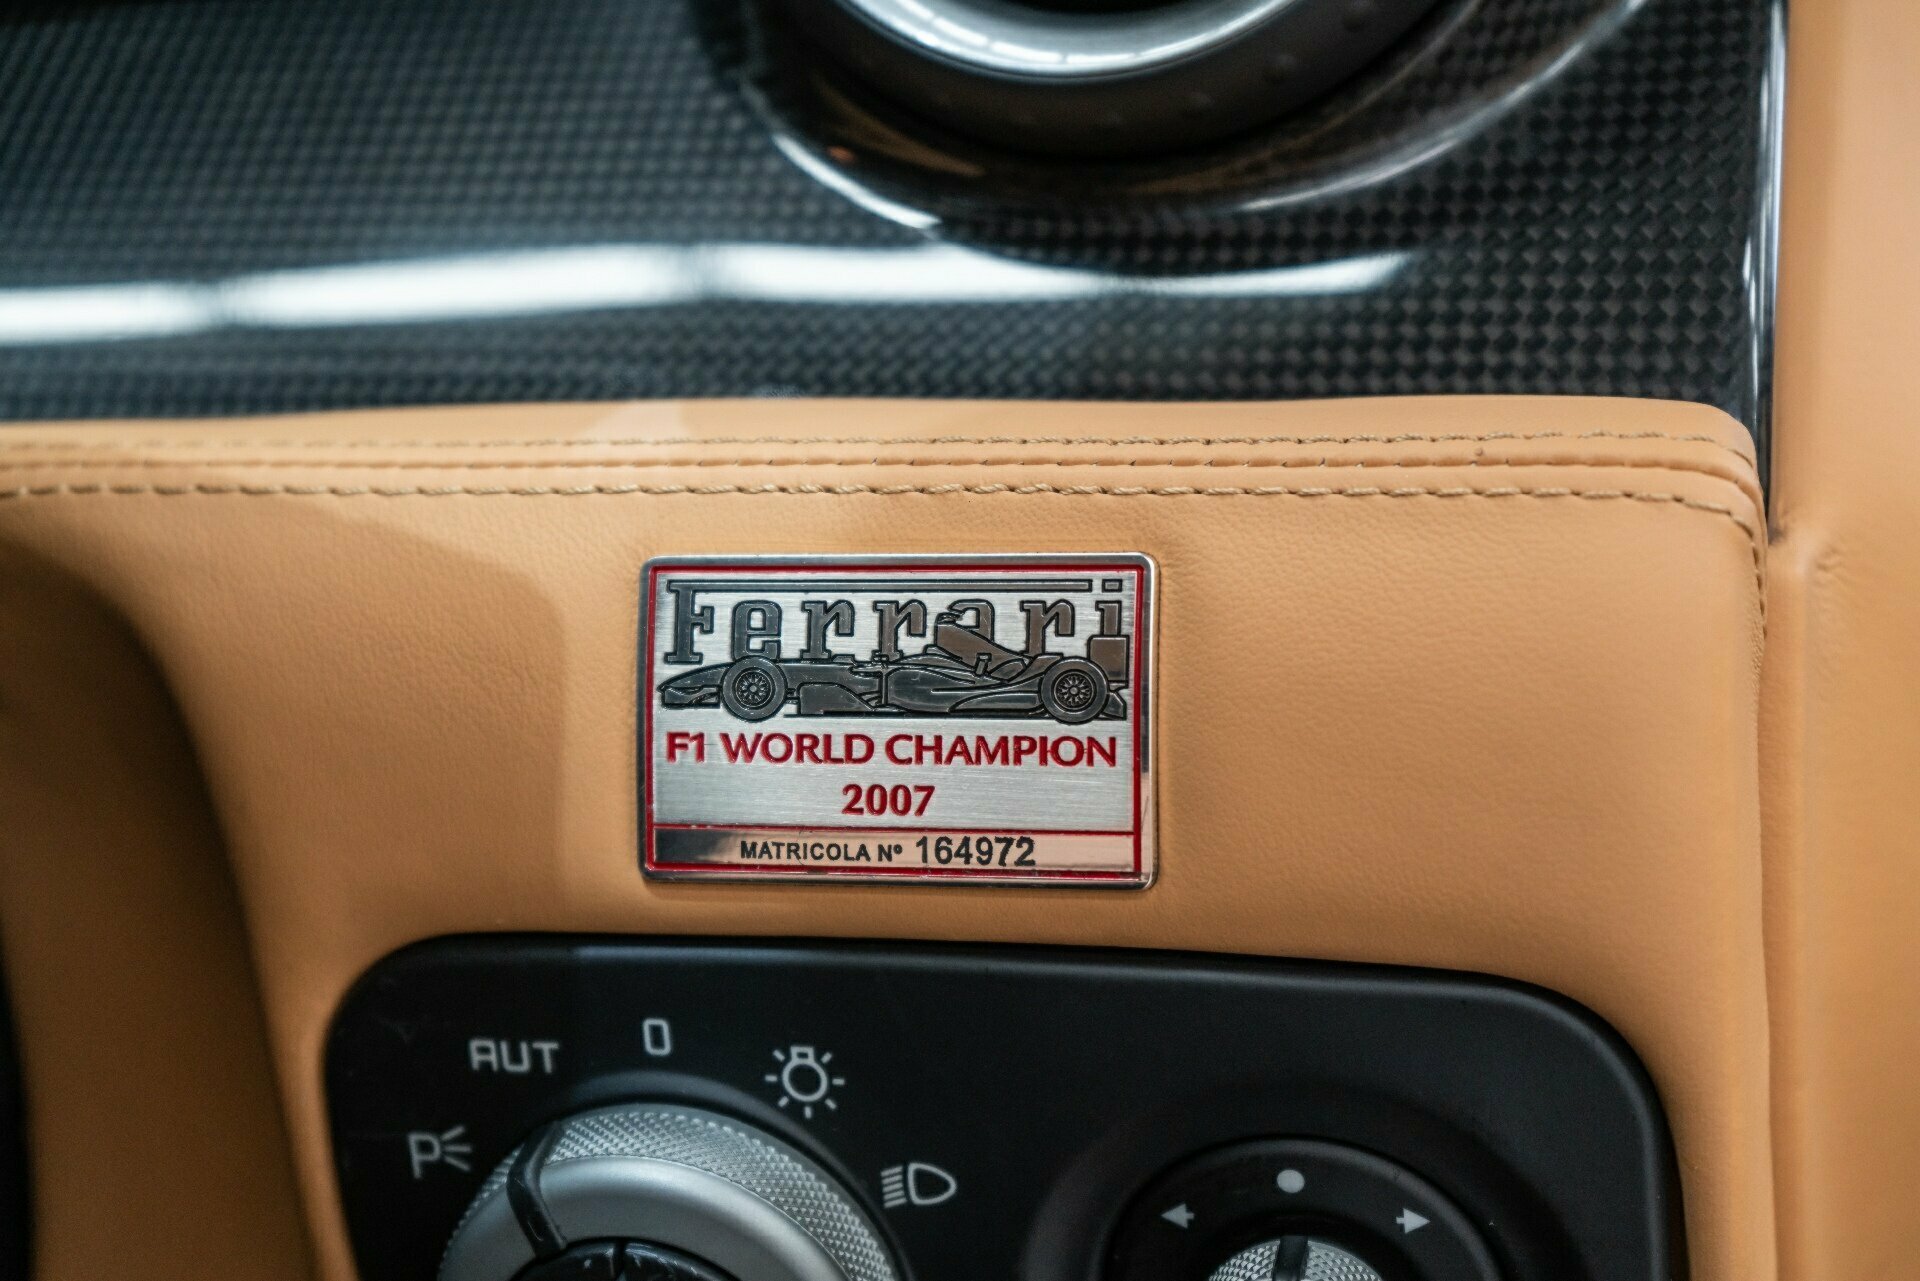 Ferrari
F1 WORLD CHAMPION
2007
MATRICOLA Nº 164972
AUT
0
P